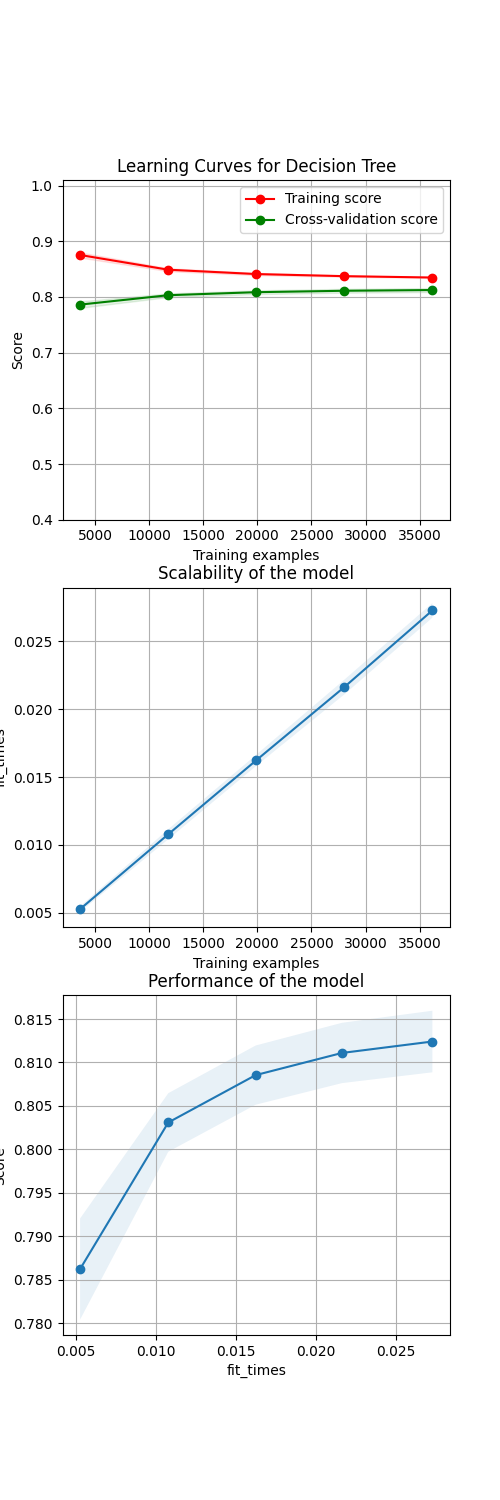 Learning Curves for Decision Tree
1.0
0.9
0.8
0.7
0.6
0.5
0.4
Score
Training score
Cross-validation score
5000 10000 15000 20000 25000 30000 35000
Training examples
Scalability of the model
0.025
0.020
0.015
0.010
0.005
fit_times
5000 10000 15000 20000 25000 30000 35000
Training examples
Performance of the model
0.815
0.810
0.805
0.800
0.795
0.790
0.785
0.780
Score
0.005 0.010 0.015 0.020 0.025
fit_times